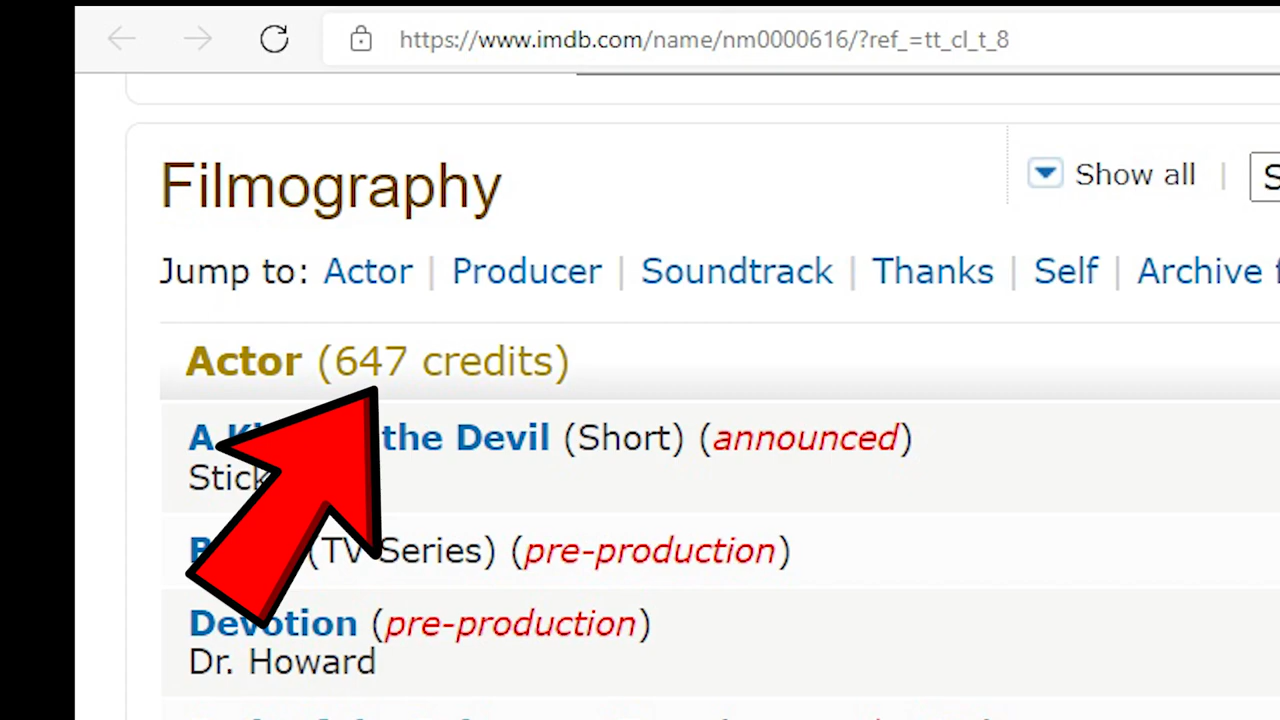 https://www.imdb.com/name/nm0000616/?ref_=tt_cl_t_8
Filmography
Show all |
Jump to: Actor | Producer | Soundtrack | Thanks | Self | Archive
Actor (647 credits)
A the Devil (Short) (announced)
(TV Series) (pre-production)
Devotion (pre-production)
Dr. Howard